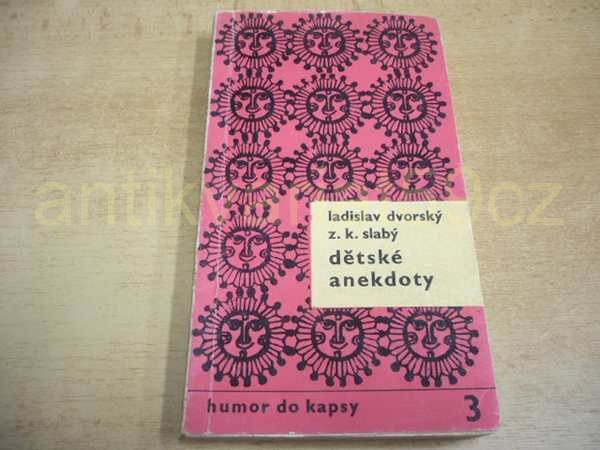 ladislav dvorský
z. k. slabý
dětské
anekdoty
humor do kapsy 3